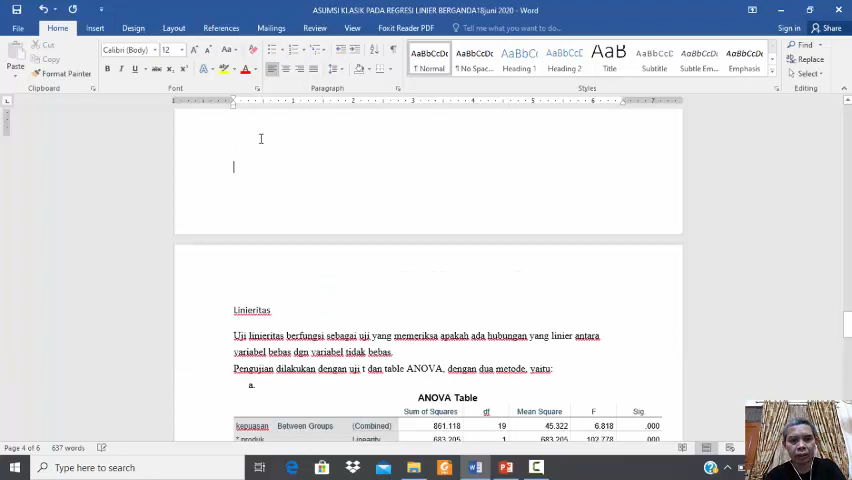 ASUMSI KLASIK PADA REGRESI LINIER BERGANDA18juni 2020 - Word
File Home Insert Design Layout References Mailings Review View Foxit Reader PDF Tell me what you want to do... Sign in Share
Cut
Copy
Format Painter
Paste
Clipboard
Calibri (Body) 12
Font
Paragraph
AaBbCcDc AaBbCcDc AaBbCc AaBbCcD AaB AaBbCcD AaBbCcDc
¶ Normal ¶ No Spac... Heading 1 Heading 2 Title Subtitle Emphasis
Styles
Find
Replace
Select
Editing
Linieritas
Uji linieritas berfungsi sebagai uji yang memeriksa apakah ada hubungan yang linier antara
variabel bebas dgn variabel tidak bebas.
Pengujian dilakukan dengan uji t dan table ANOVA, dengan dua metode, yaitu:
a.
ANOVA Table
Sum of Squares df Mean Square F Sig.
kepuasan Between Groups (Combined) 861.118 19 45.322 6.818 .000
* produk Linearity 683.205 1 683.205 102.778 .000
Page 4 of 6 637 words
Type here to search